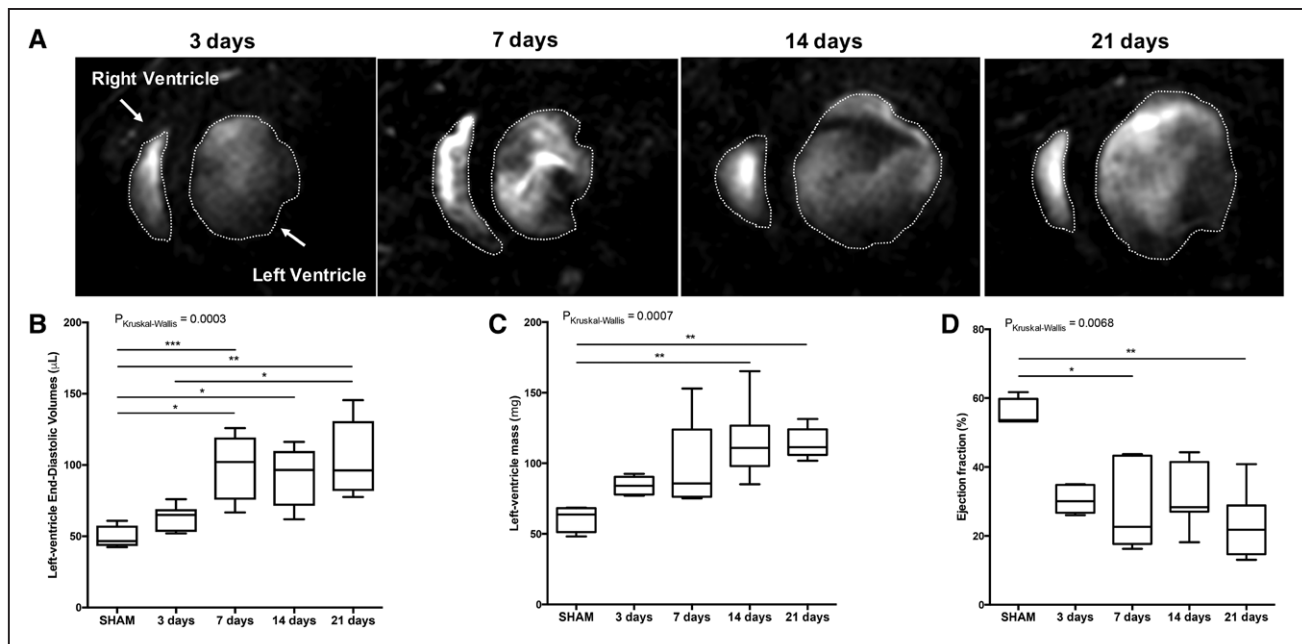 A
3 days
7 days
14 days
21 days
Right Ventricle
Left Ventricle
B
P Kruskal-Wallis = 0.0003
Left-ventricle End-Diastolic Volumes (µL)
200
150
100
50
0
***
**
*
*
*
SHAM 3 days 7 days 14 days 21 days
C
P Kruskal-Wallis = 0.0007
Left-ventricle mass (mg)
200
150
100
50
0
**
**
SHAM 3 days 7 days 14 days 21 days
D
P Kruskal-Wallis = 0.0068
Ejection fraction (%)
80
60
40
20
0
**
*
SHAM 3 days 7 days 14 days 21 days